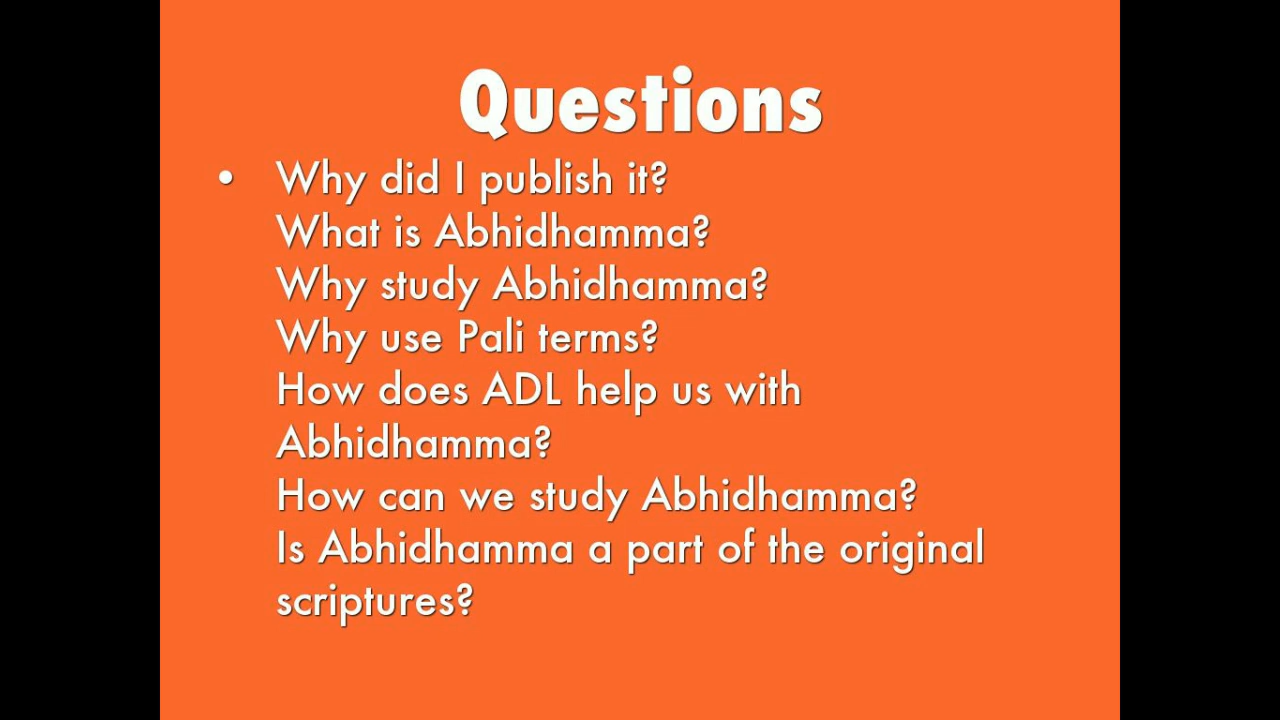 Questions
• Why did I publish it?
What is Abhidhamma?
Why study Abhidhamma?
Why use Pali terms?
How does ADL help us with
Abhidhamma?
How can we study Abhidhamma?
Is Abhidhamma a part of the original
scriptures?